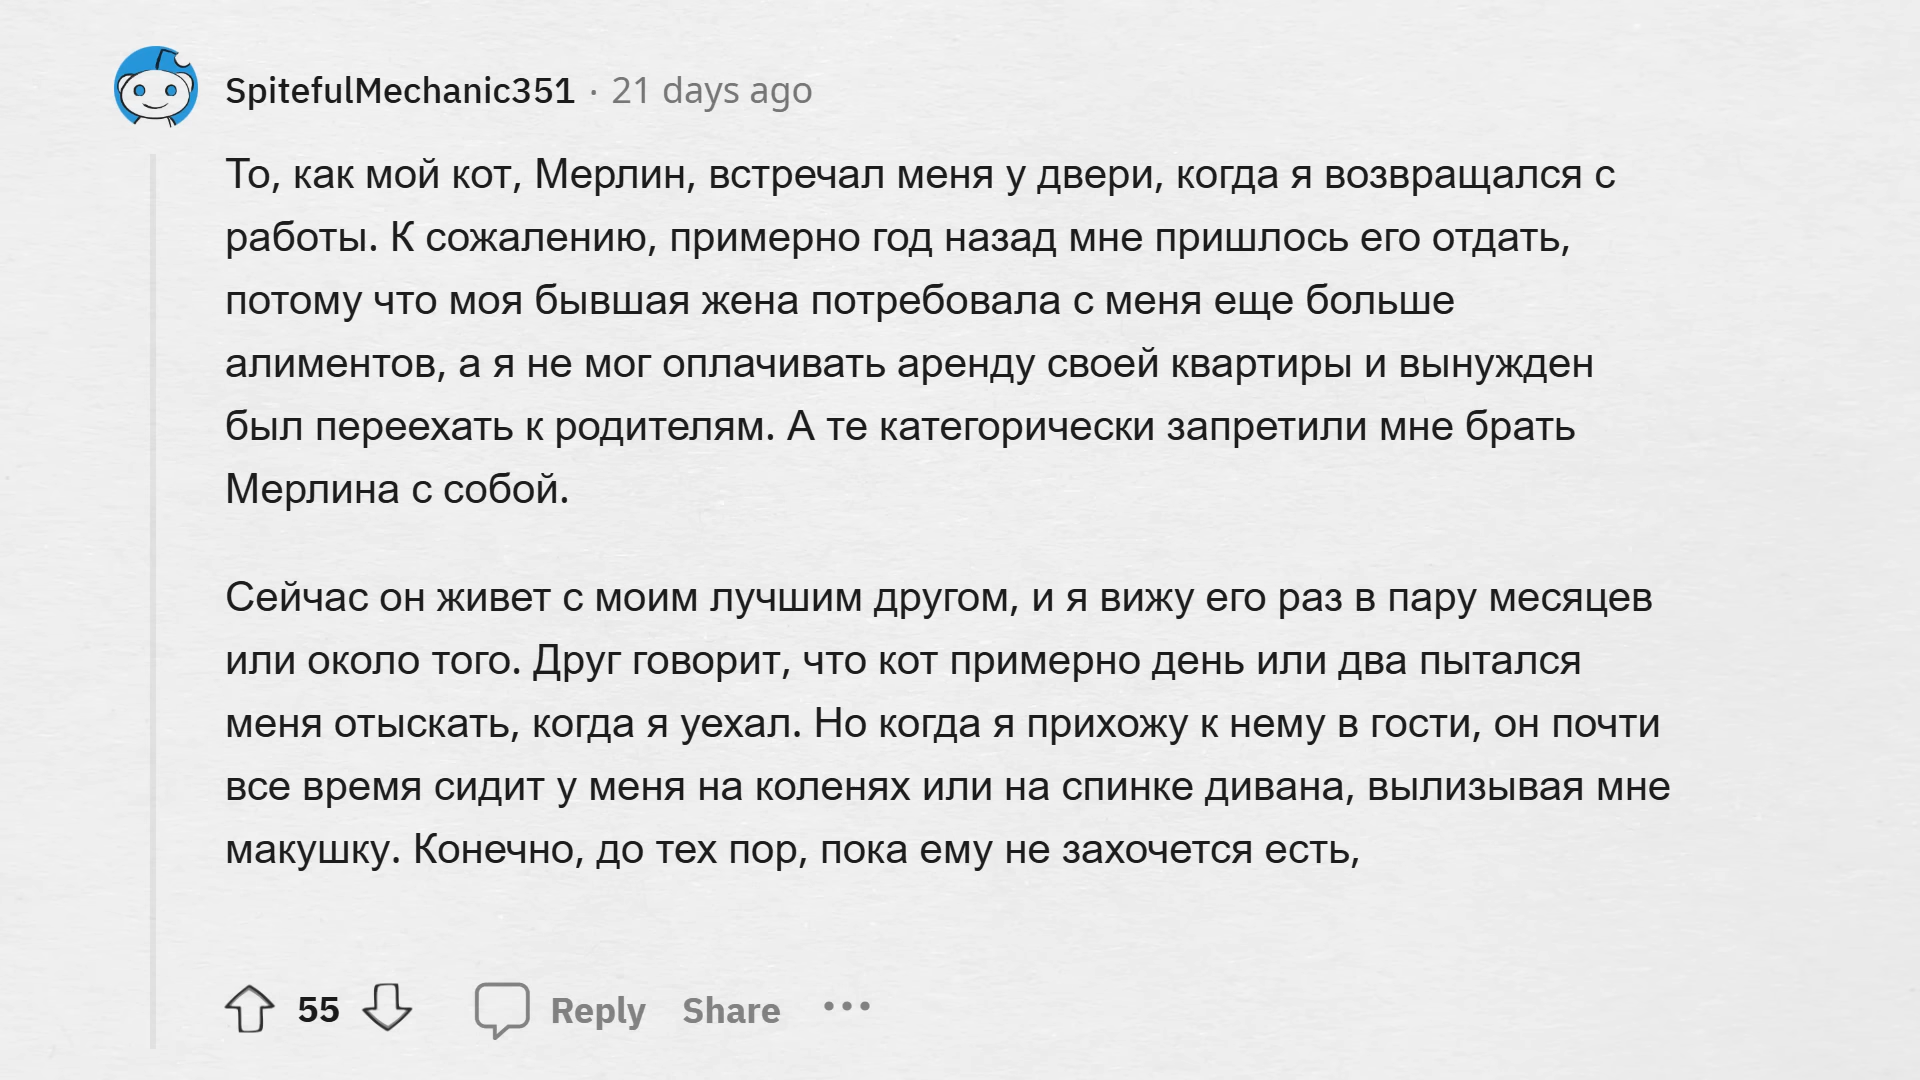 SpitefulMechanic351 · 21 days ago
То, как мой кот, Мерлин, встречал меня у двери, когда я возвращался с
работы. К сожалению, примерно год назад мне пришлось его отдать,
потому что моя бывшая жена потребовала с меня еще больше
алиментов, а я не мог оплачивать аренду своей квартиры и вынужден
был переехать к родителям. А те категорически запретили мне брать
Мерлина с собой.
Сейчас он живет с моим лучшим другом, и я вижу его раз в пару месяцев
или около того. Друг говорит, что кот примерно день или два пытался
меня отыскать, когда я уехал. Но когда я прихожу к нему в гости, он почти
все время сидит у меня на коленях или на спинке дивана, вылизывая мне
макушку. Конечно, до тех пор, пока ему не захочется есть,
55 Reply Share •••